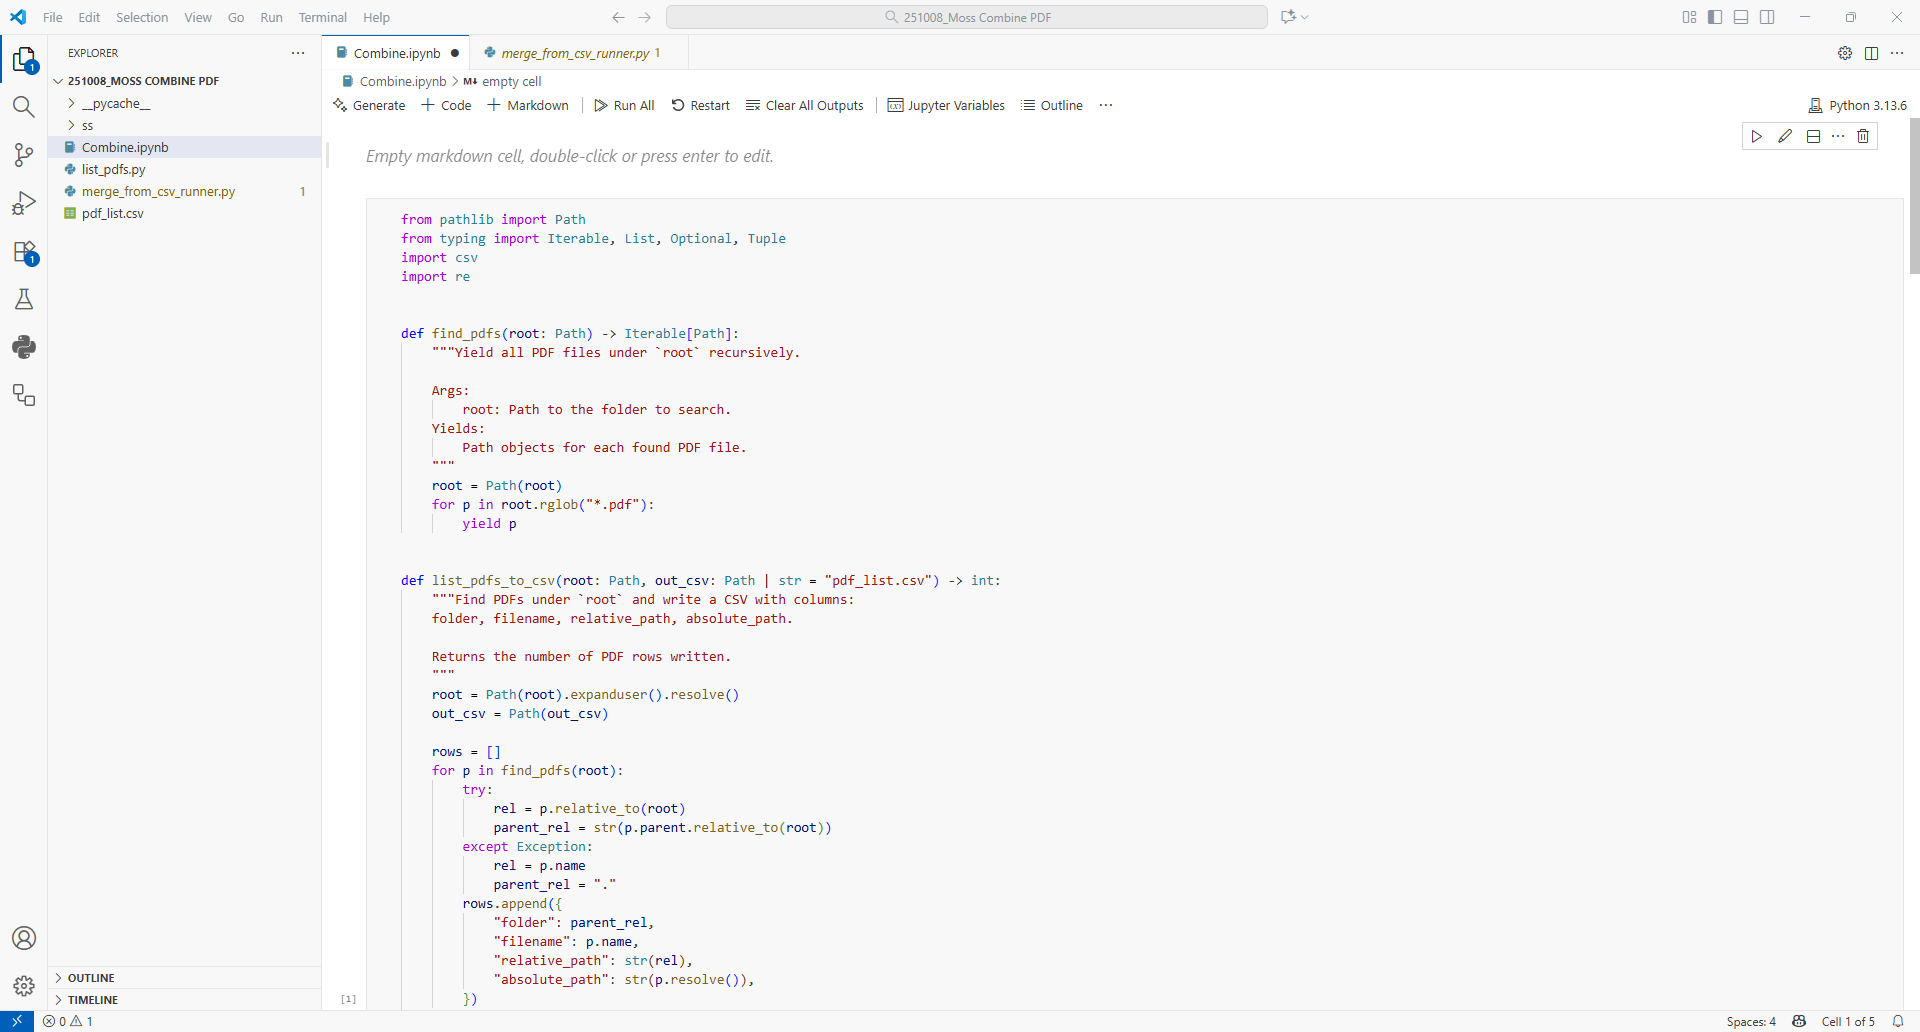 File Edit Selection View Go Run Terminal Help
251008_Moss Combine PDF
EXPLORER
251008_MOSS COMBINE PDF
__pycache__
ss
Combine.ipynb
list_pdfs.py
merge_from_csv_runner.py 1
pdf_list.csv
OUTLINE
TIMELINE
1
1
Combine.ipynb
merge_from_csv_runner.py 1
Combine.ipynb > M↓ empty cell
Generate + Code + Markdown Run All Restart Clear All Outputs Jupyter Variables Outline ...
Python 3.13.6
Empty markdown cell, double-click or press enter to edit.
from pathlib import Path
from typing import Iterable, List, Optional, Tuple
import csv
import re
def find_pdfs(root: Path) -> Iterable[Path]:
"""Yield all PDF files under `root` recursively.
Args:
root: Path to the folder to search.
Yields:
Path objects for each found PDF file.
"""
root = Path(root)
for p in root.rglob("*.pdf"):
yield p
def list_pdfs_to_csv(root: Path, out_csv: Path | str = "pdf_list.csv") -> int:
"""Find PDFs under `root` and write a CSV with columns:
folder, filename, relative_path, absolute_path.
Returns the number of PDF rows written.
"""
root = Path(root).expanduser().resolve()
out_csv = Path(out_csv)
rows = []
for p in find_pdfs(root):
try:
rel = p.relative_to(root)
parent_rel = str(p.parent.relative_to(root))
except Exception:
rel = p.name
parent_rel = "."
rows.append({
"folder": parent_rel,
"filename": p.name,
"relative_path": str(rel),
"absolute_path": str(p.resolve()),
})
[1]
0 1
Spaces: 4 Cell 1 of 5